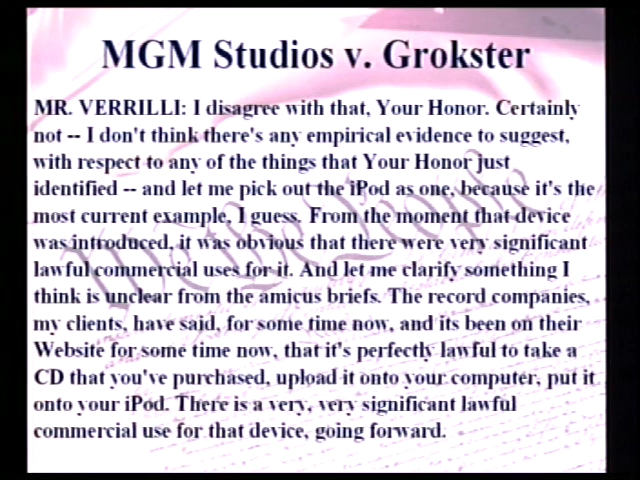 MGM Studios v. Grokster
MR. VERRILLI: I disagree with that, Your Honor. Certainly
not -- I don't think there's any empirical evidence to suggest,
with respect to any of the things that Your Honor just
identified -- and let me pick out the iPod as one, because it's the
most current example, I guess. From the moment that device
was introduced, it was obvious that there were very significant
lawful commercial uses for it. And let me clarify something I
think is unclear from the amicus briefs. The record companies,
my clients, have said, for some time now, and its been on their
Website for some time now, that it's perfectly lawful to take a
CD that you've purchased, upload it onto your computer, put it
onto your iPod. There is a very, very significant lawful
commercial use for that device, going forward.
We the People